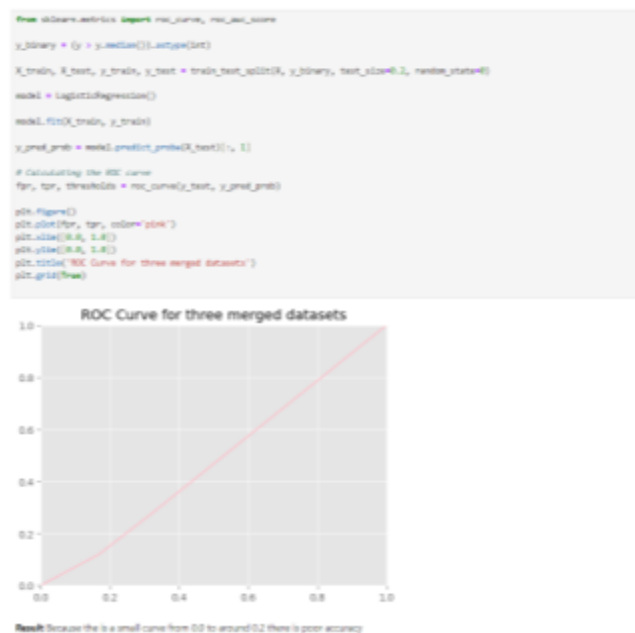 from sklearn.metrics import roc_curve, roc_auc_score
y_binary = (y > y.median()).astype(int)
X_train, X_test, y_train, y_test = train_test_split(X, y_binary, test_size=0.2, random_state=0)
model = LogisticRegression()
model.fit(X_train, y_train)
y_pred_prob = model.predict_proba(X_test)[:, 1]
# Calculating the ROC curve
fpr, tpr, thresholds = roc_curve(y_test, y_pred_prob)
plt.figure()
plt.plot(fpr, tpr, color='pink')
plt.xlim([0.0, 1.0])
plt.ylim([0.0, 1.0])
plt.title('ROC Curve for three merged datasets')
plt.grid(True)
ROC Curve for three merged datasets
1.0
0.8
0.6
0.4
0.2
0.0
0.0 0.2 0.4 0.6 0.8 1.0
Result Because the is a small curve from 0.0 to around 0.2 there is poor accuracy